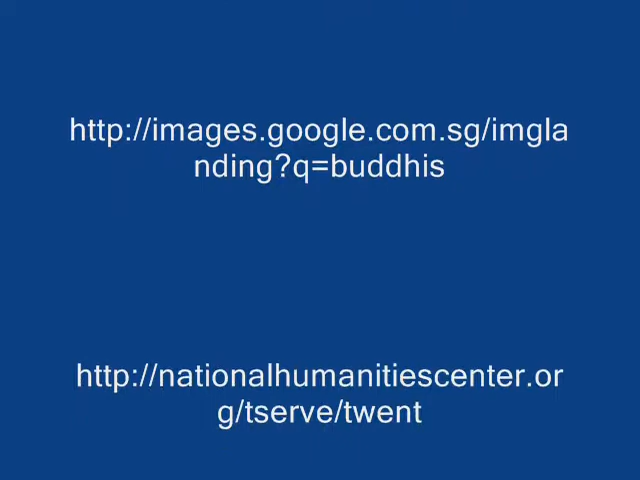 http://images.google.com.sg/imgla
nding?q=buddhis
http://nationalhumanitiescenter.or
g/tserve/twent